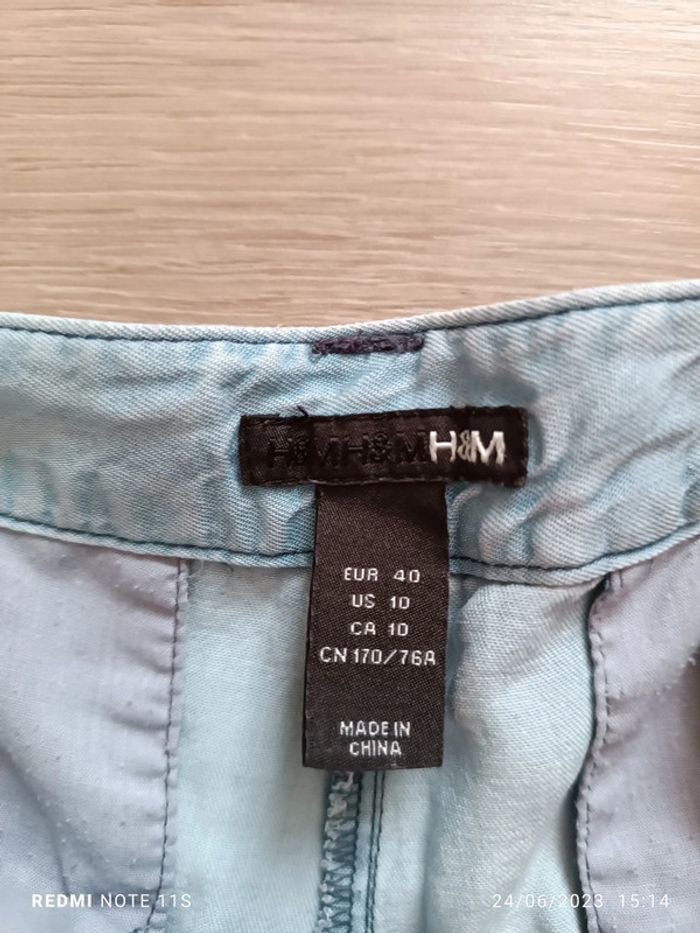 H&MH&MH&M
EUR 40
US 10
CA 10
CN 170/76A
MADE IN
CHINA
REDMI NOTE 11S
24/06/2023 15:14